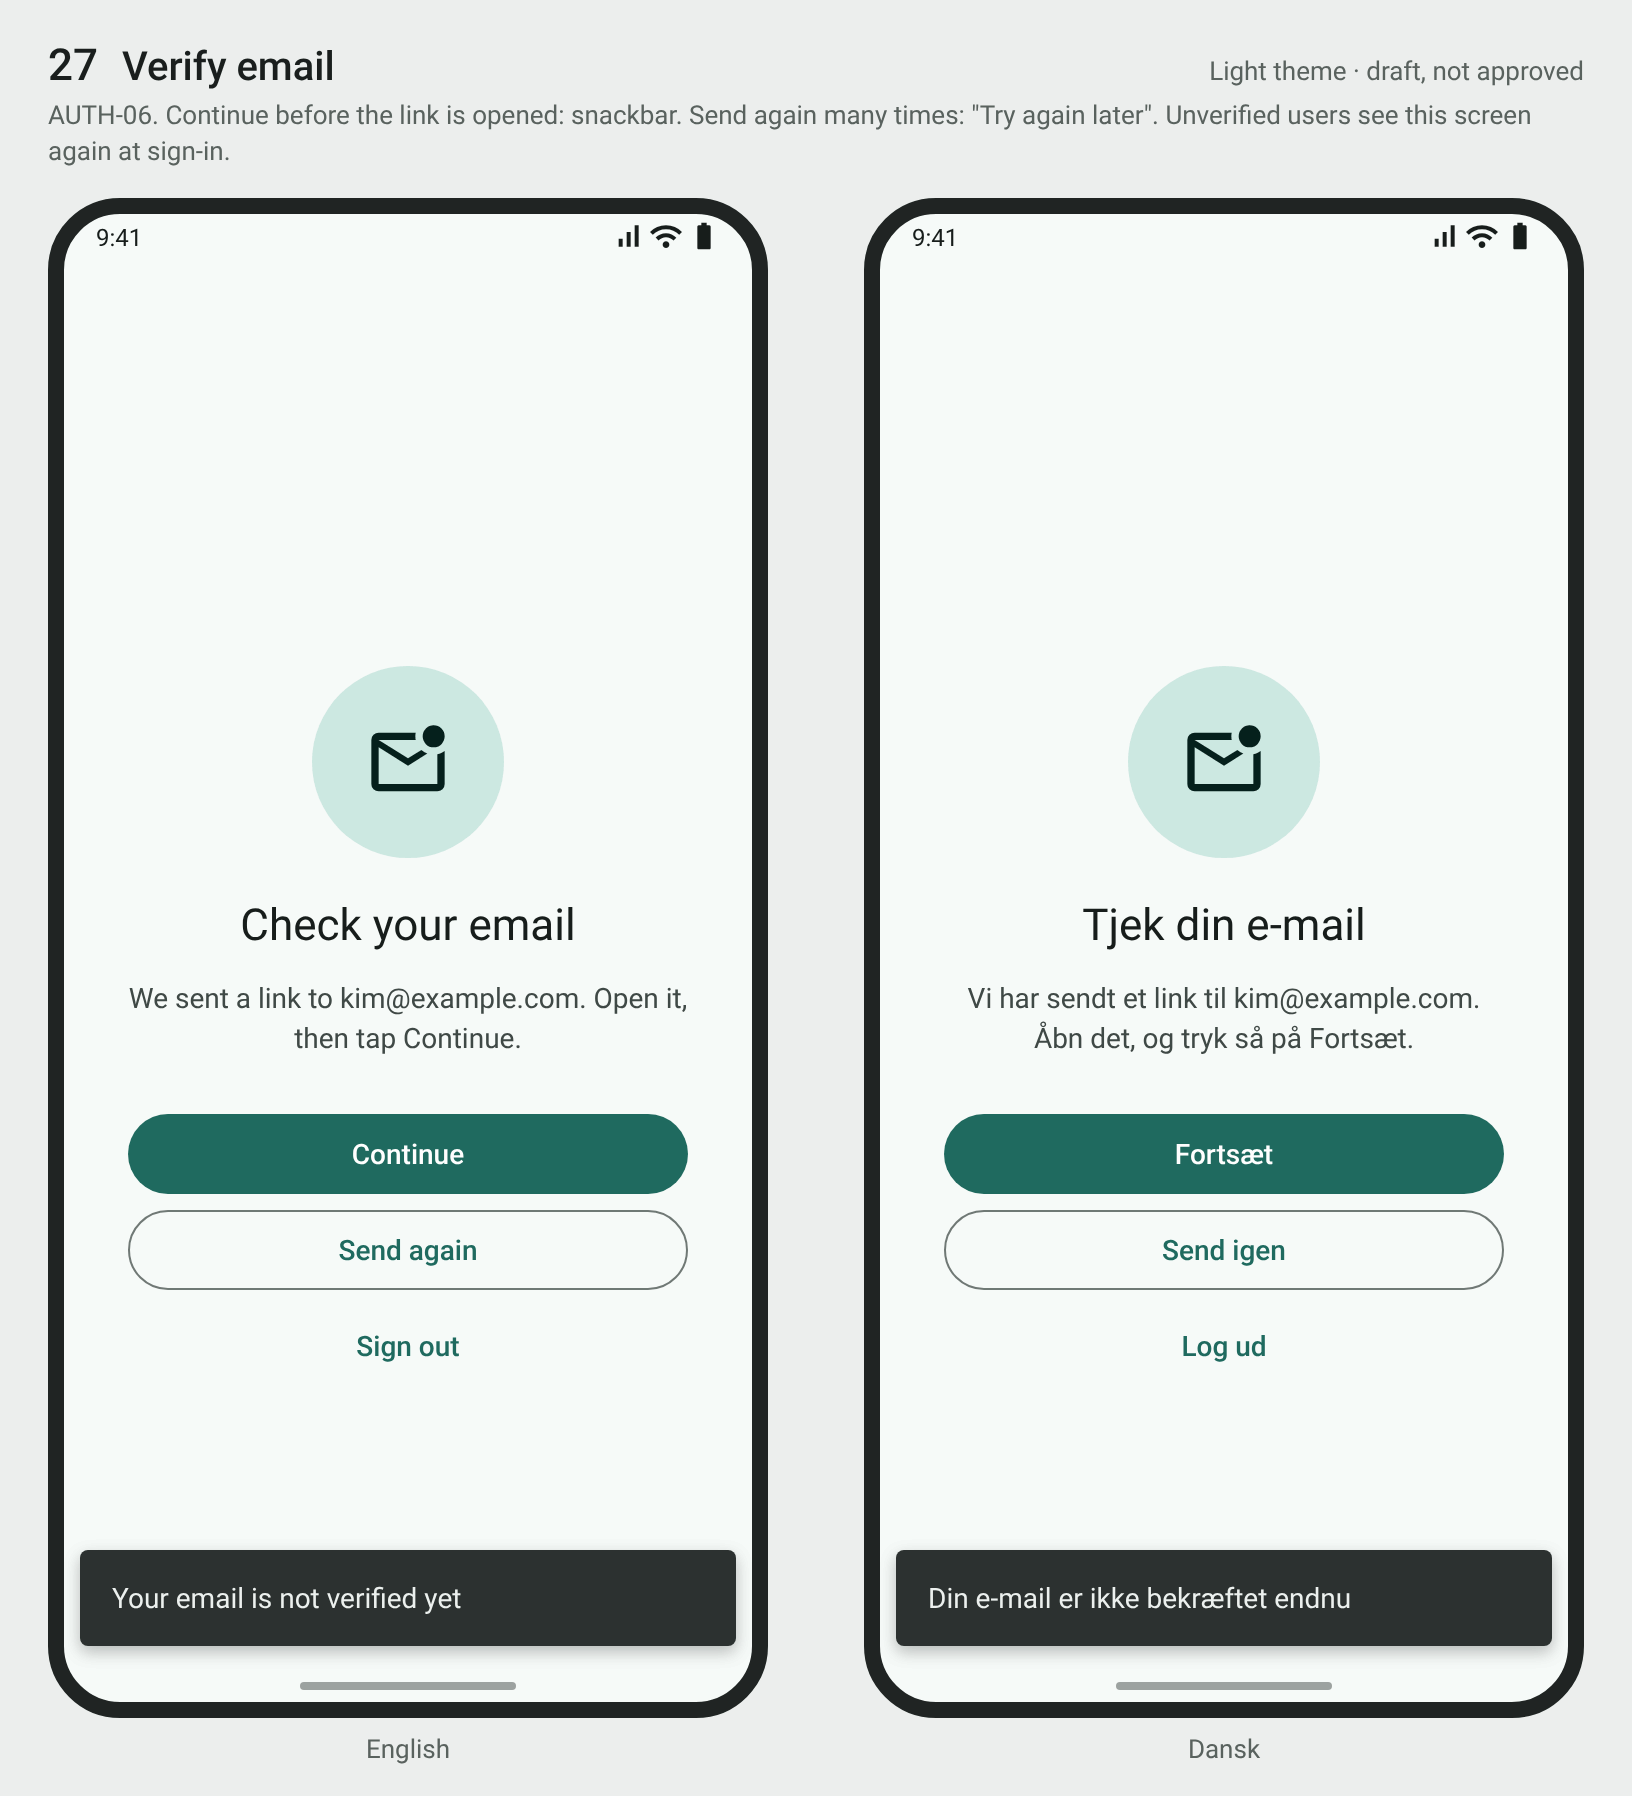 27 Verify email
Light theme · draft, not approved
AUTH-06. Continue before the link is opened: snackbar. Send again many times: "Try again later". Unverified users see this screen
again at sign-in.
9:41
Check your email
We sent a link to kim@example.com. Open it,
then tap Continue.
Continue
Send again
Sign out
Your email is not verified yet
English
9:41
Tjek din e-mail
Vi har sendt et link til kim@example.com.
Åbn det, og tryk så på Fortsæt.
Fortsæt
Send igen
Log ud
Din e-mail er ikke bekræftet endnu
Dansk